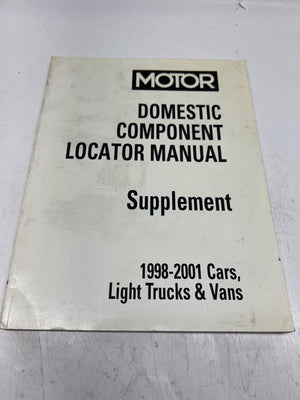 MOTOR
DOMESTIC
COMPONENT
LOCATOR MANUAL
Supplement
1998-2001 Cars,
Light Trucks & Vans